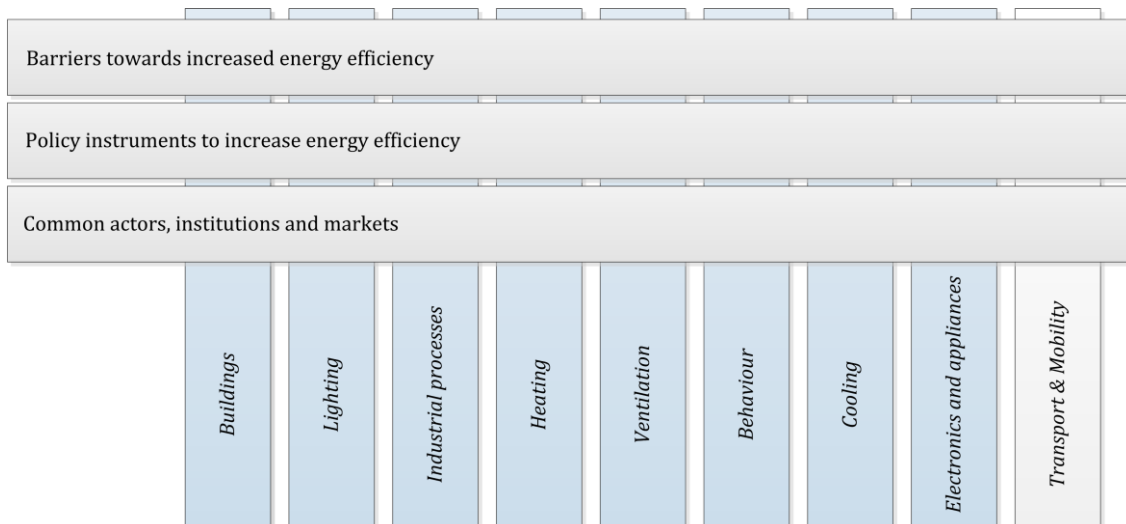 Barriers towards increased energy efficiency
Policy instruments to increase energy efficiency
Common actors, institutions and markets
Buildings
Lighting
Industrial processes
Heating
Ventilation
Behaviour
Cooling
Electronics and appliances
Transport & Mobility